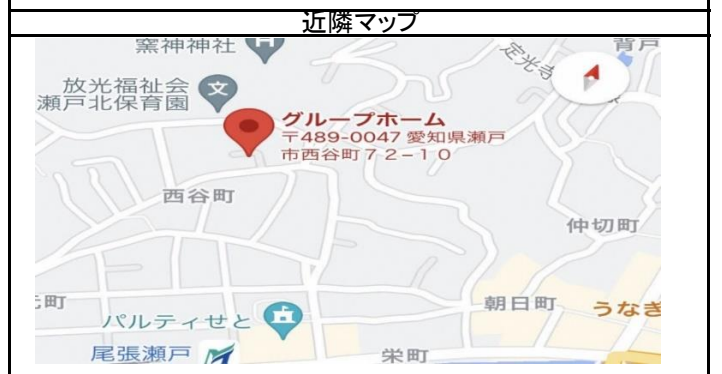 近隣マップ
窯神神社
定光寺
背戸
放光福祉会
瀬戸北保育園
文
グループホーム
〒489-0047 愛知県瀬戸
市西谷町72-10
西谷町
仲切町
元町
朝日町
うなぎ
パルティせと
尾張瀬戸
栄町